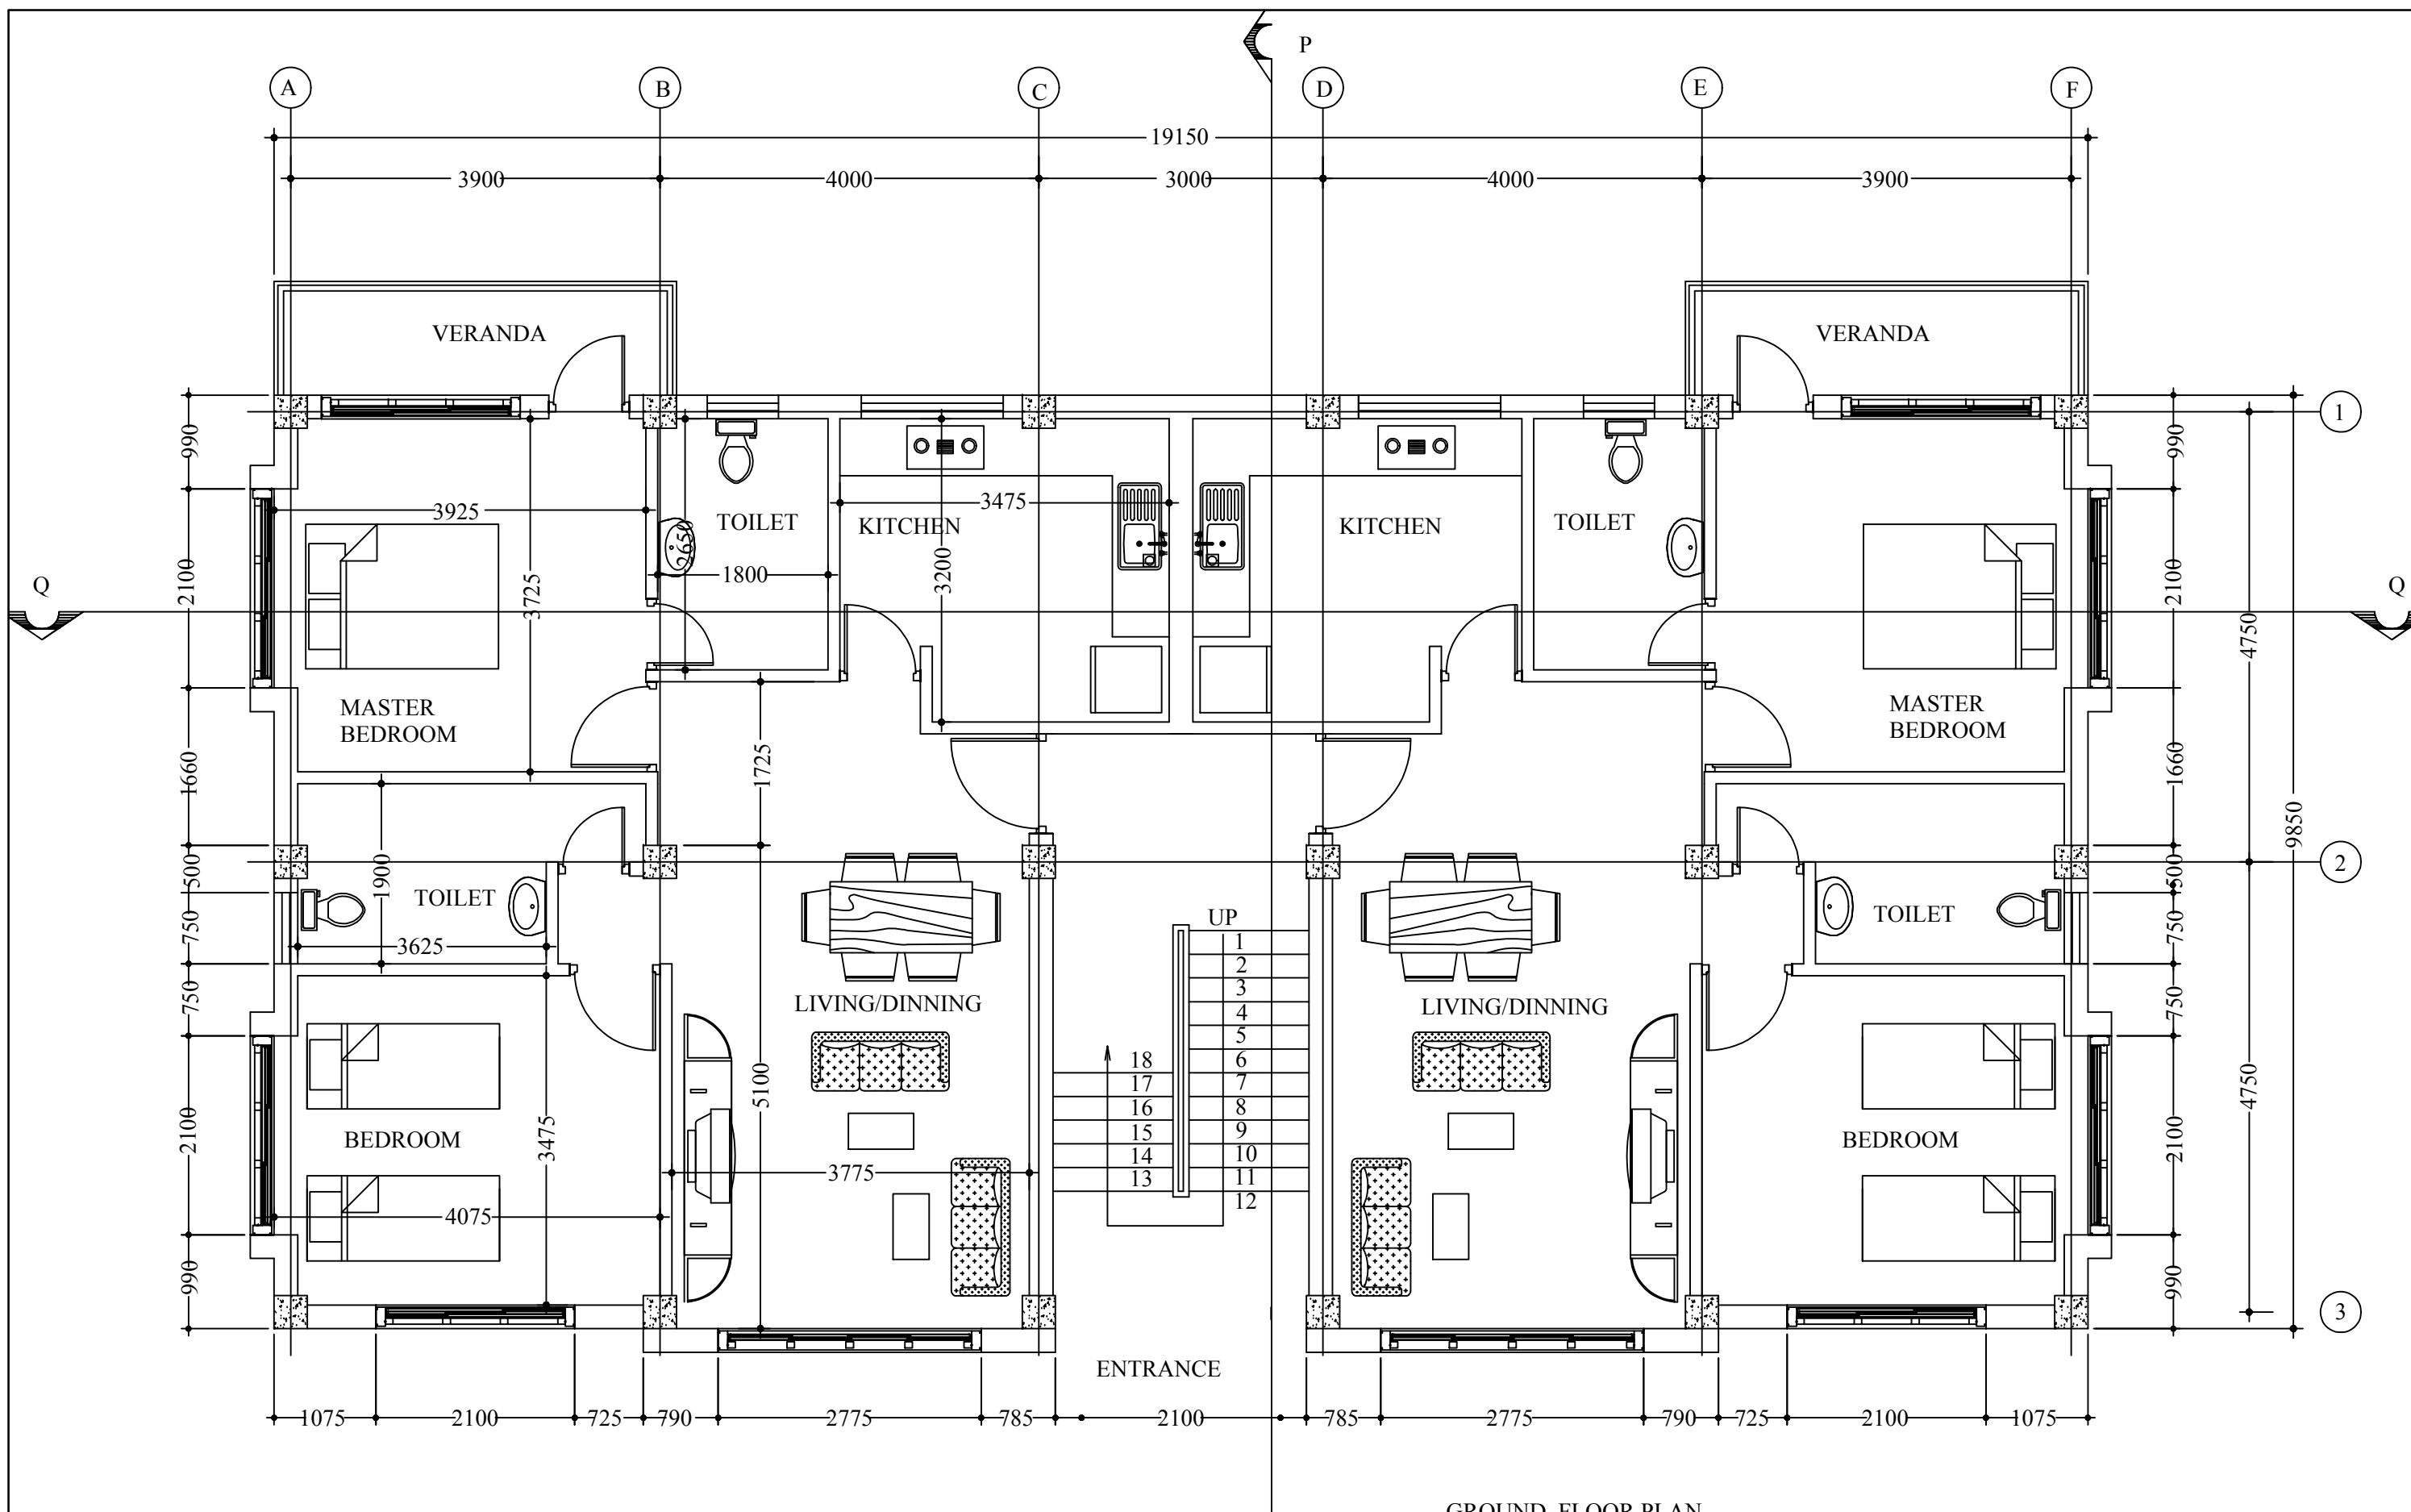 P
A B C D E F
19150
3900 4000 3000 4000 3900
VERANDA VERANDA
1
990 990
3925 2650 TOILET KITCHEN 3475 KITCHEN TOILET
1800 3200
Q Q
2100 3725 2100 4750
MASTER
BEDROOM
MASTER
BEDROOM
1660 1725 1660
9850
2
500 1900 TOILET TOILET 500
3625
750 750
UP
1
2
3
4
5
6
7
8
9
10
11
12
18
17
16
15
14
13
LIVING/DINNING LIVING/DINNING
750 750
5100
2100 BEDROOM 3475 BEDROOM 2100 4750
3775
4075
990 990
3
ENTRANCE
1075 2100 725 790 2775 785 2100 785 2775 790 725 2100 1075
GROUND FLOOR PLAN